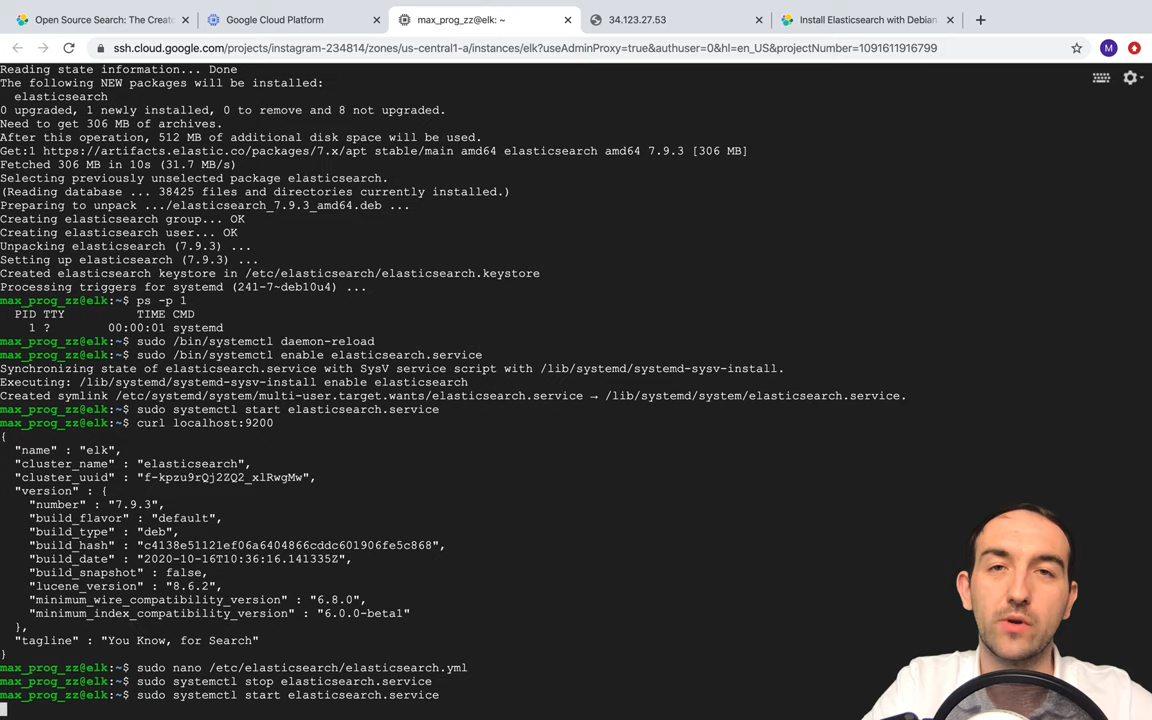 Open Source Search: The Creato
Google Cloud Platform
max_prog_zz@elk: ~
34.123.27.53
Install Elasticsearch with Debian
ssh.cloud.google.com/projects/instagram-234814/zones/us-central1-a/instances/elk?useAdminProxy=true&authuser=0&hl=en_US&projectNumber=1091611916799
M
Reading state information... Done
The following NEW packages will be installed:
  elasticsearch
0 upgraded, 1 newly installed, 0 to remove and 8 not upgraded.
Need to get 306 MB of archives.
After this operation, 512 MB of additional disk space will be used.
Get:1 https://artifacts.elastic.co/packages/7.x/apt stable/main amd64 elasticsearch amd64 7.9.3 [306 MB]
Fetched 306 MB in 10s (31.7 MB/s)
Selecting previously unselected package elasticsearch.
(Reading database ... 38425 files and directories currently installed.)
Preparing to unpack .../elasticsearch_7.9.3_amd64.deb ...
Creating elasticsearch group... OK
Creating elasticsearch user... OK
Unpacking elasticsearch (7.9.3) ...
Setting up elasticsearch (7.9.3) ...
Created elasticsearch keystore in /etc/elasticsearch/elasticsearch.keystore
Processing triggers for systemd (241-7~deb10u4) ...
max_prog_zz@elk:~$ ps -p 1
  PID TTY          TIME CMD
    1 ?        00:00:01 systemd
max_prog_zz@elk:~$ sudo /bin/systemctl daemon-reload
max_prog_zz@elk:~$ sudo /bin/systemctl enable elasticsearch.service
Synchronizing state of elasticsearch.service with SysV service script with /lib/systemd/systemd-sysv-install.
Executing: /lib/systemd/systemd-sysv-install enable elasticsearch
Created symlink /etc/systemd/system/multi-user.target.wants/elasticsearch.service → /lib/systemd/system/elasticsearch.service.
max_prog_zz@elk:~$ sudo systemctl start elasticsearch.service
max_prog_zz@elk:~$ curl localhost:9200
{
  "name" : "elk",
  "cluster_name" : "elasticsearch",
  "cluster_uuid" : "f-kpzu9rQj2ZQ2_xlRwgMw",
  "version" : {
    "number" : "7.9.3",
    "build_flavor" : "default",
    "build_type" : "deb",
    "build_hash" : "c4138e51121ef06a6404866cddc601906fe5c868",
    "build_date" : "2020-10-16T10:36:16.141335Z",
    "build_snapshot" : false,
    "lucene_version" : "8.6.2",
    "minimum_wire_compatibility_version" : "6.8.0",
    "minimum_index_compatibility_version" : "6.0.0-beta1"
  },
  "tagline" : "You Know, for Search"
}
max_prog_zz@elk:~$ sudo nano /etc/elasticsearch/elasticsearch.yml
max_prog_zz@elk:~$ sudo systemctl stop elasticsearch.service
max_prog_zz@elk:~$ sudo systemctl start elasticsearch.service